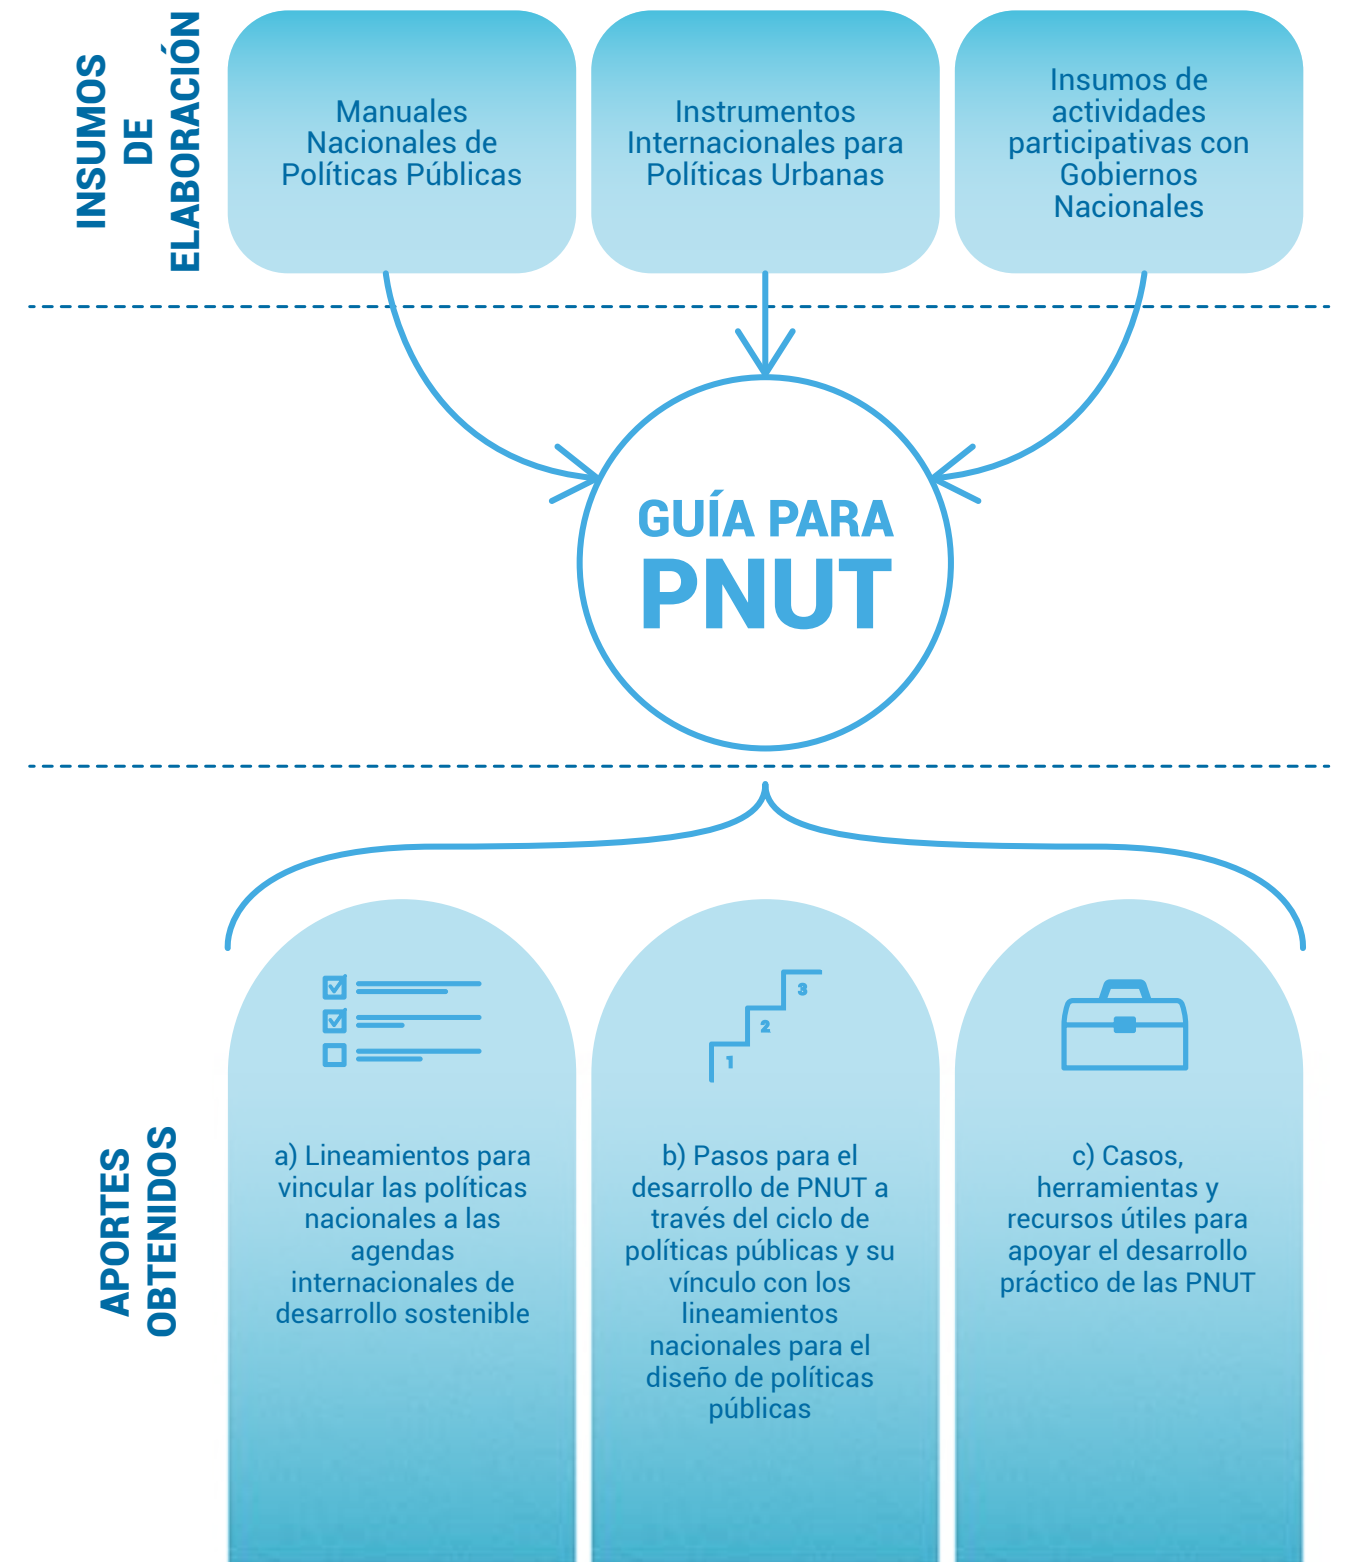 INSUMOS
DE
ELABORACIÓN
Manuales
Nacionales de
Políticas Públicas
Instrumentos
Internacionales para
Políticas Urbanas
Insumos de
actividades
participativas con
Gobiernos
Nacionales
GUÍA PARA
PNUT
APORTES
OBTENIDOS
a) Lineamientos para
vincular las políticas
nacionales a las
agendas
internacionales de
desarrollo sostenible
1
2
3
b) Pasos para el
desarrollo de PNUT a
través del ciclo de
políticas públicas y su
vínculo con los
lineamientos
nacionales para el
diseño de políticas
públicas
c) Casos,
herramientas y
recursos útiles para
apoyar el desarrollo
práctico de las PNUT